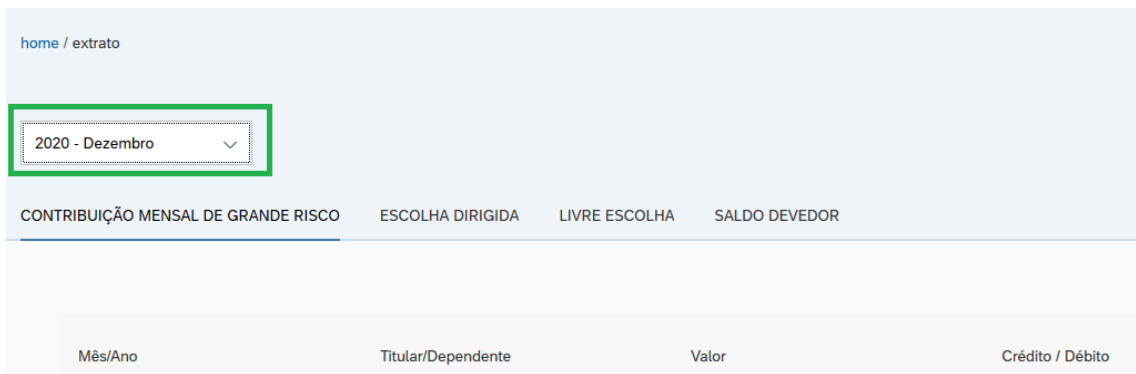 home / extrato
2020 - Dezembro
CONTRIBUIÇÃO MENSAL DE GRANDE RISCO ESCOLHA DIRIGIDA LIVRE ESCOLHA SALDO DEVEDOR
Mês/Ano Titular/Dependente Valor Crédito / Débito